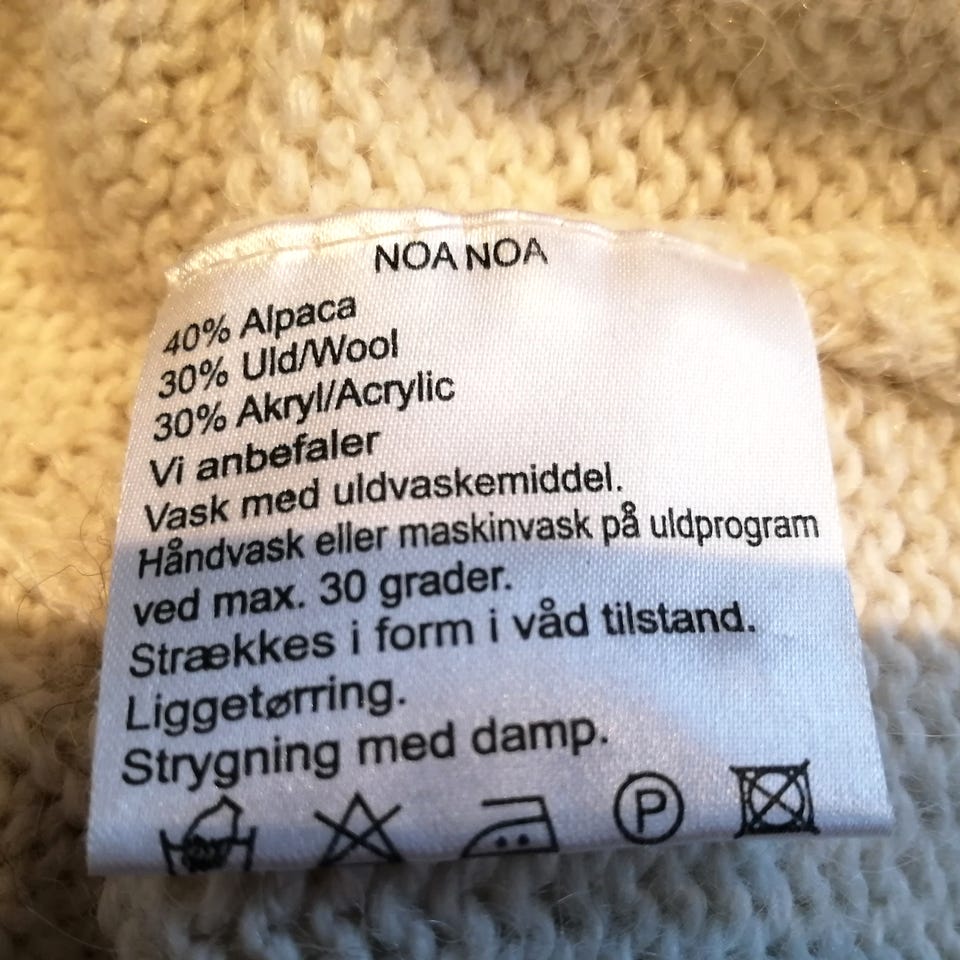 NOA NOA
40% Alpaca
30% Uld/Wool
30% Akryl/Acrylic
Vi anbefaler
Vask med uldvaskemiddel.
Håndvask eller maskinvask på uldprogram
ved max. 30 grader.
Strækkes i form i våd tilstand.
Liggetørring.
Strygning med damp.
P